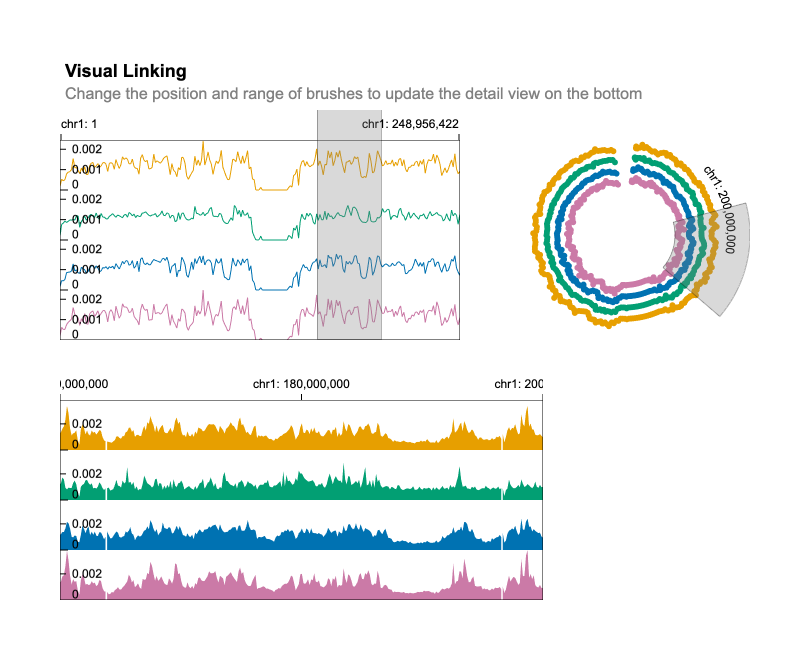 Visual Linking
Change the position and range of brushes to update the detail view on the bottom
chr1: 1
chr1: 248,956,422
0.002
0.001
0
0.002
0
0.002
0.001
0
0.002
0.001
0
chr1: 200,000,000
),000,000
chr1: 180,000,000
chr1: 200
0.002
0
0.002
0
0.002
0
0.002
0